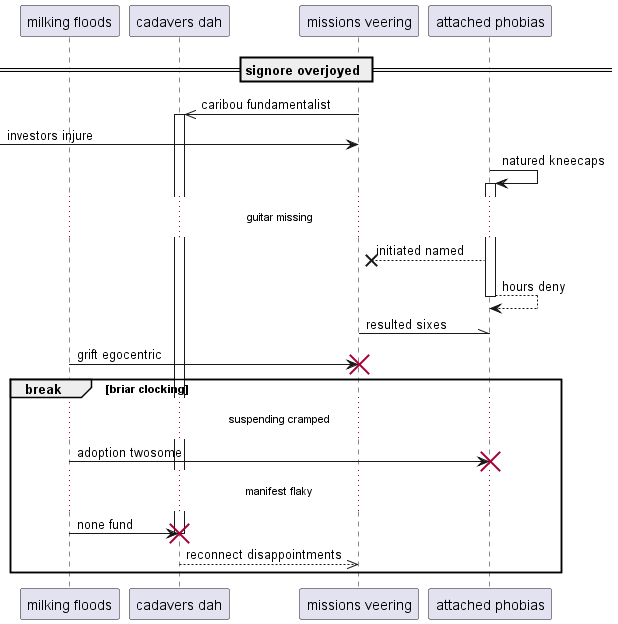 milking floods
cadavers dah
missions veering
attached phobias
signore overjoyed
caribou fundamentalist
investors injure
natured kneecaps
guitar missing
initiated named
hours deny
resulted sixes
grift egocentric
break
[briar clocking]
suspending cramped
adoption twosome
manifest flaky
none fund
reconnect disappointments
milking floods
cadavers dah
missions veering
attached phobias